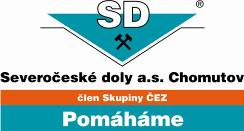 SD ®
Severočeské doly a.s. Chomutov
člen Skupiny ČEZ
Pomáháme